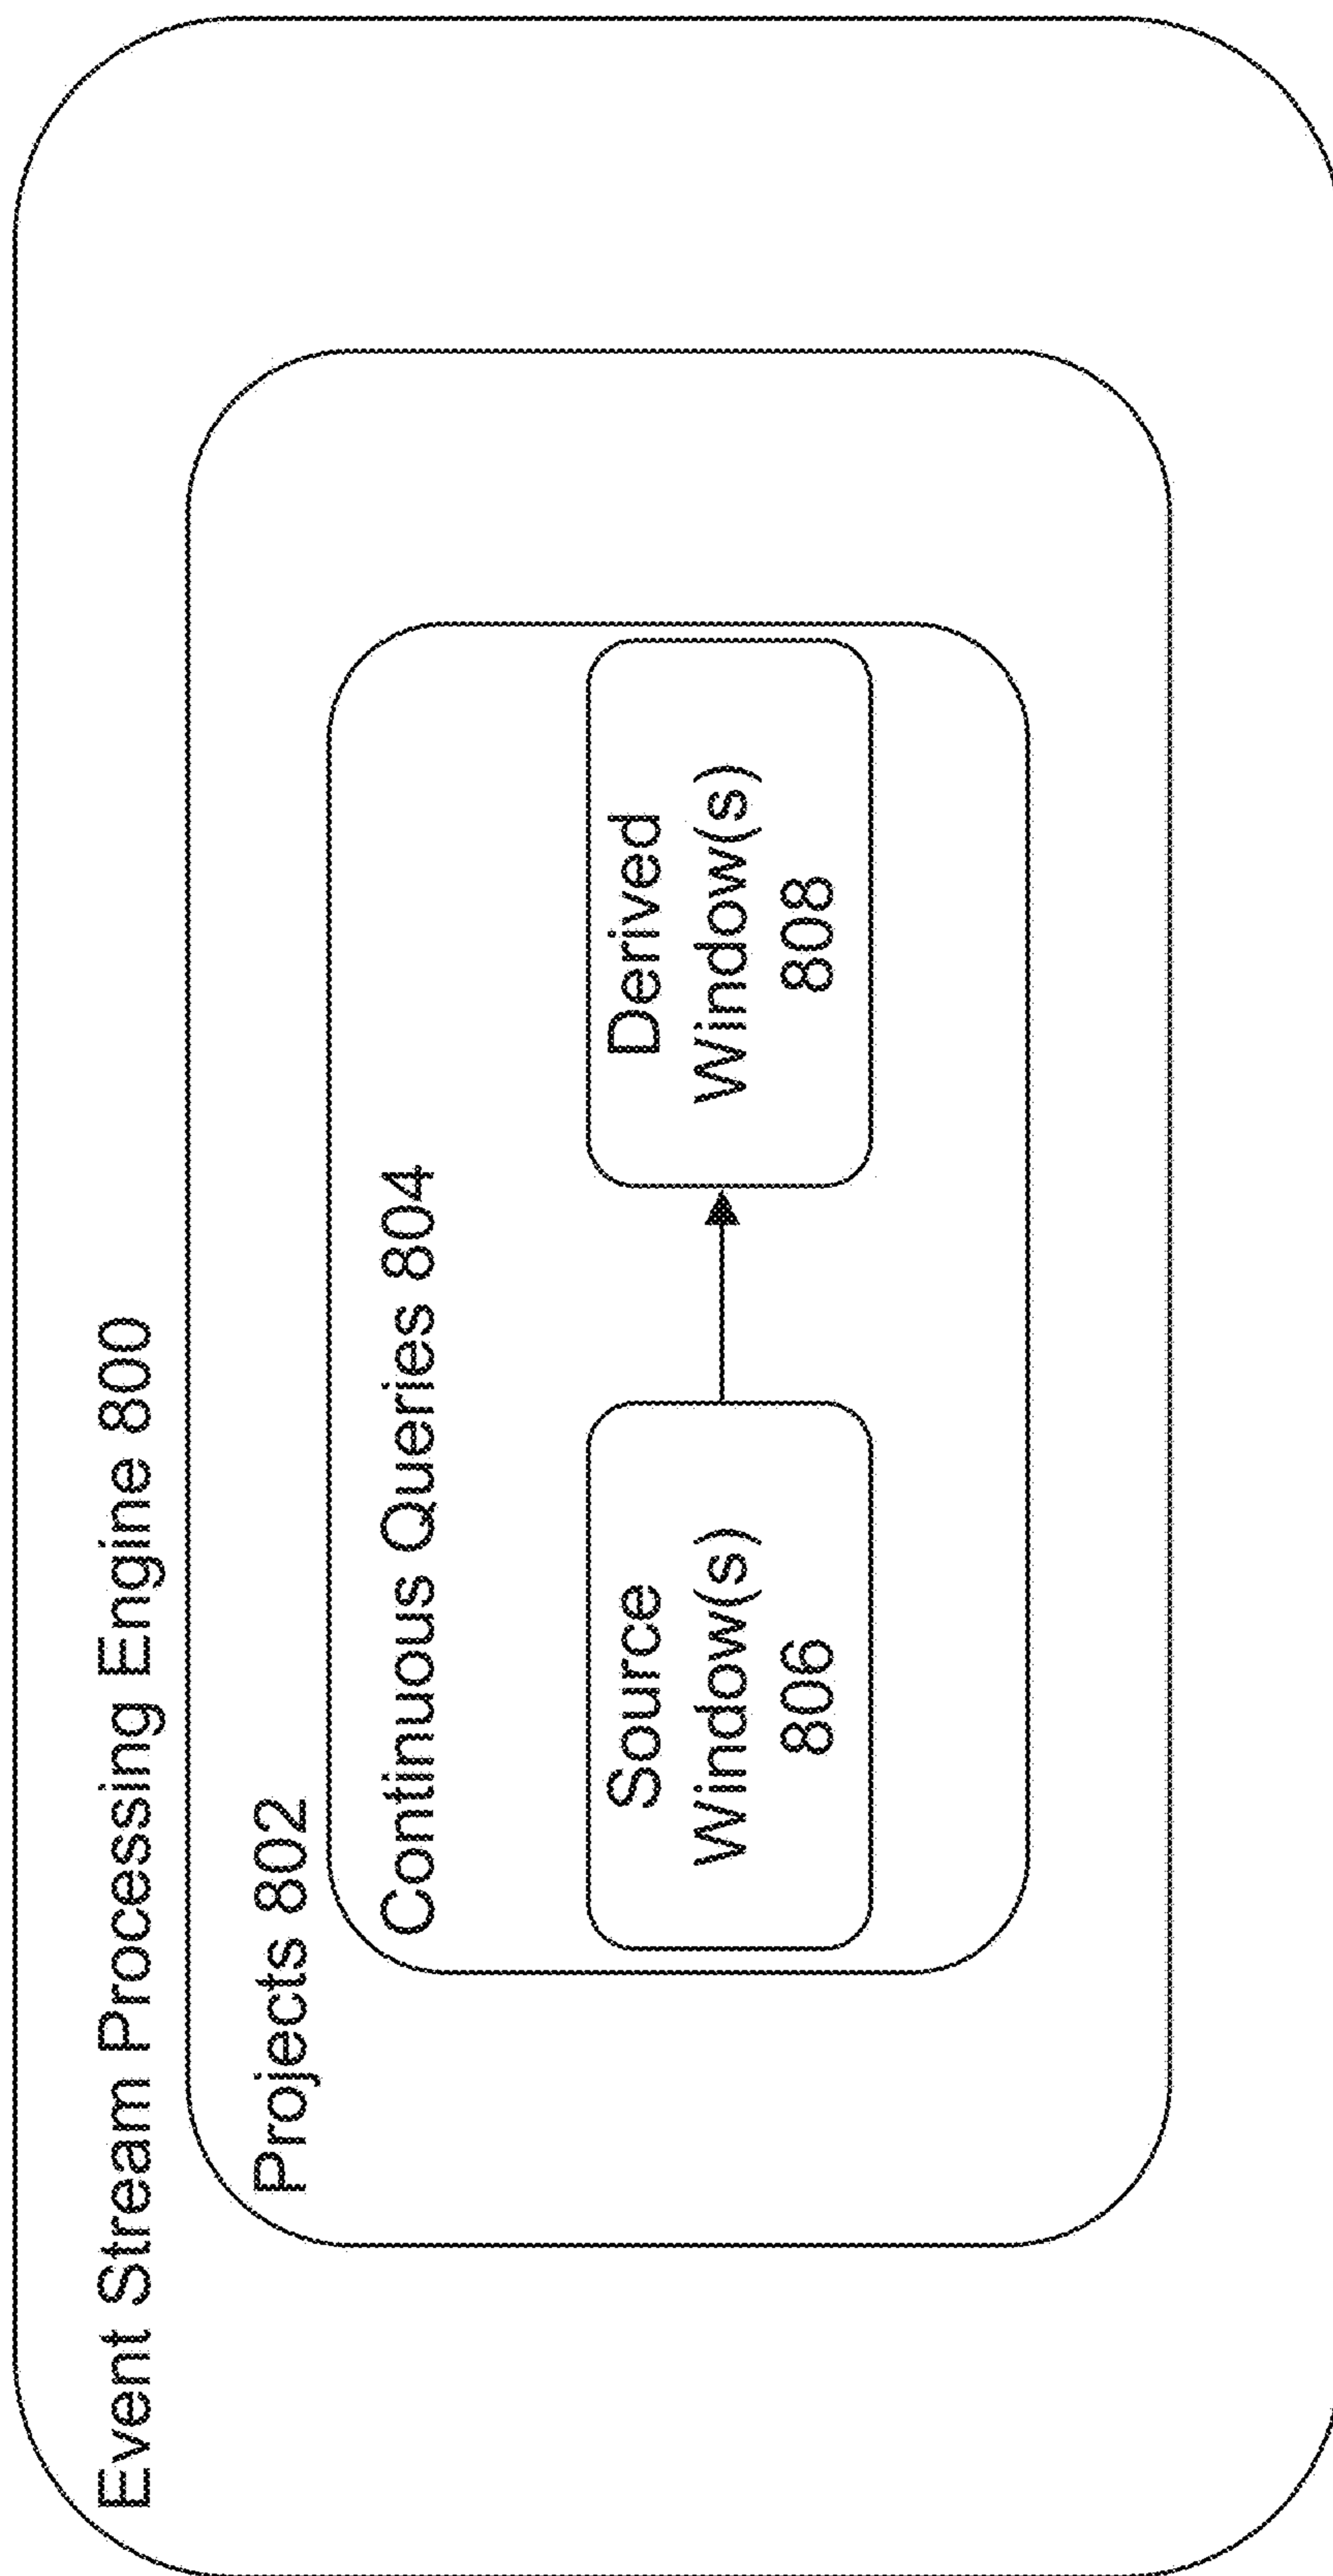 Event Stream Processing Engine 800
Projects 802
Continuous Queries 804
Source
Window(s)
806
Derived
Window(s)
808